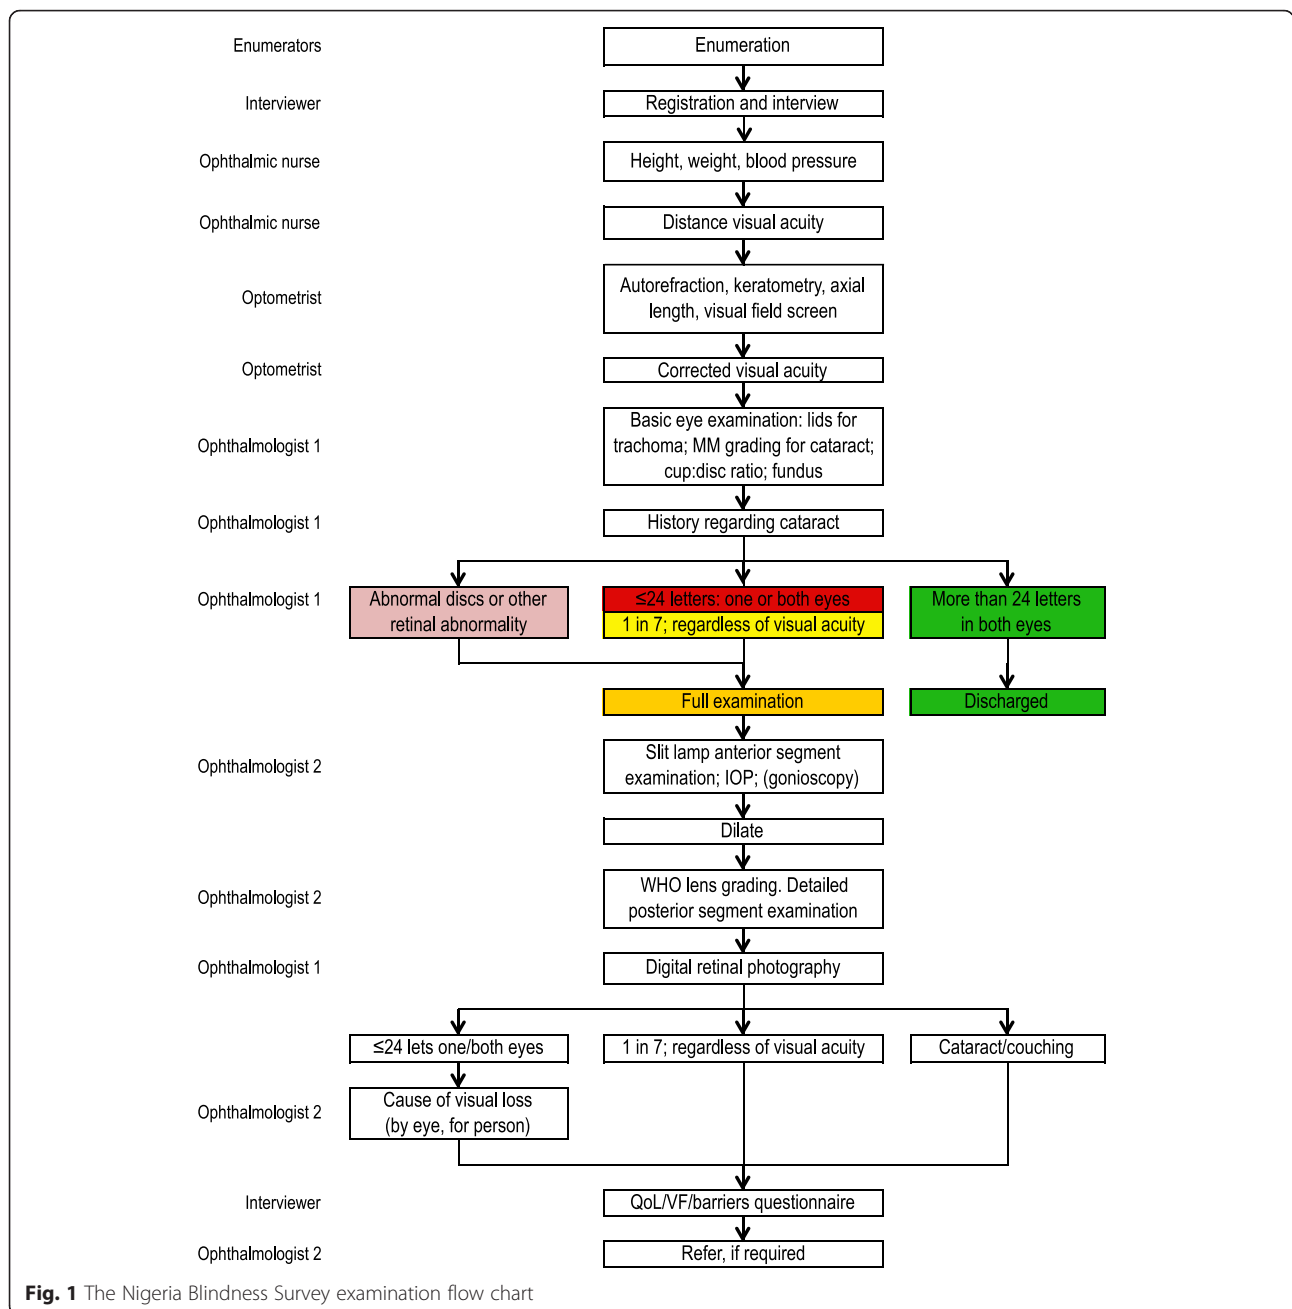 Enumerators
Enumeration
Interviewer
Registration and interview
Ophthalmic nurse
Height, weight, blood pressure
Ophthalmic nurse
Distance visual acuity
Optometrist
Autorefraction, keratometry, axial
length, visual field screen
Optometrist
Corrected visual acuity
Ophthalmologist 1
Basic eye examination: lids for
trachoma; MM grading for cataract;
cup:disc ratio; fundus
Ophthalmologist 1
History regarding cataract
Ophthalmologist 1
Abnormal discs or other
retinal abnormality
≤24 letters: one or both eyes
1 in 7; regardless of visual acuity
More than 24 letters
in both eyes
Full examination
Discharged
Ophthalmologist 2
Slit lamp anterior segment
examination; IOP; (gonioscopy)
Dilate
Ophthalmologist 2
WHO lens grading. Detailed
posterior segment examination
Ophthalmologist 1
Digital retinal photography
≤24 lets one/both eyes
1 in 7; regardless of visual acuity
Cataract/couching
Ophthalmologist 2
Cause of visual loss
(by eye, for person)
Interviewer
QoL/VF/barriers questionnaire
Ophthalmologist 2
Refer, if required
Fig. 1 The Nigeria Blindness Survey examination flow chart